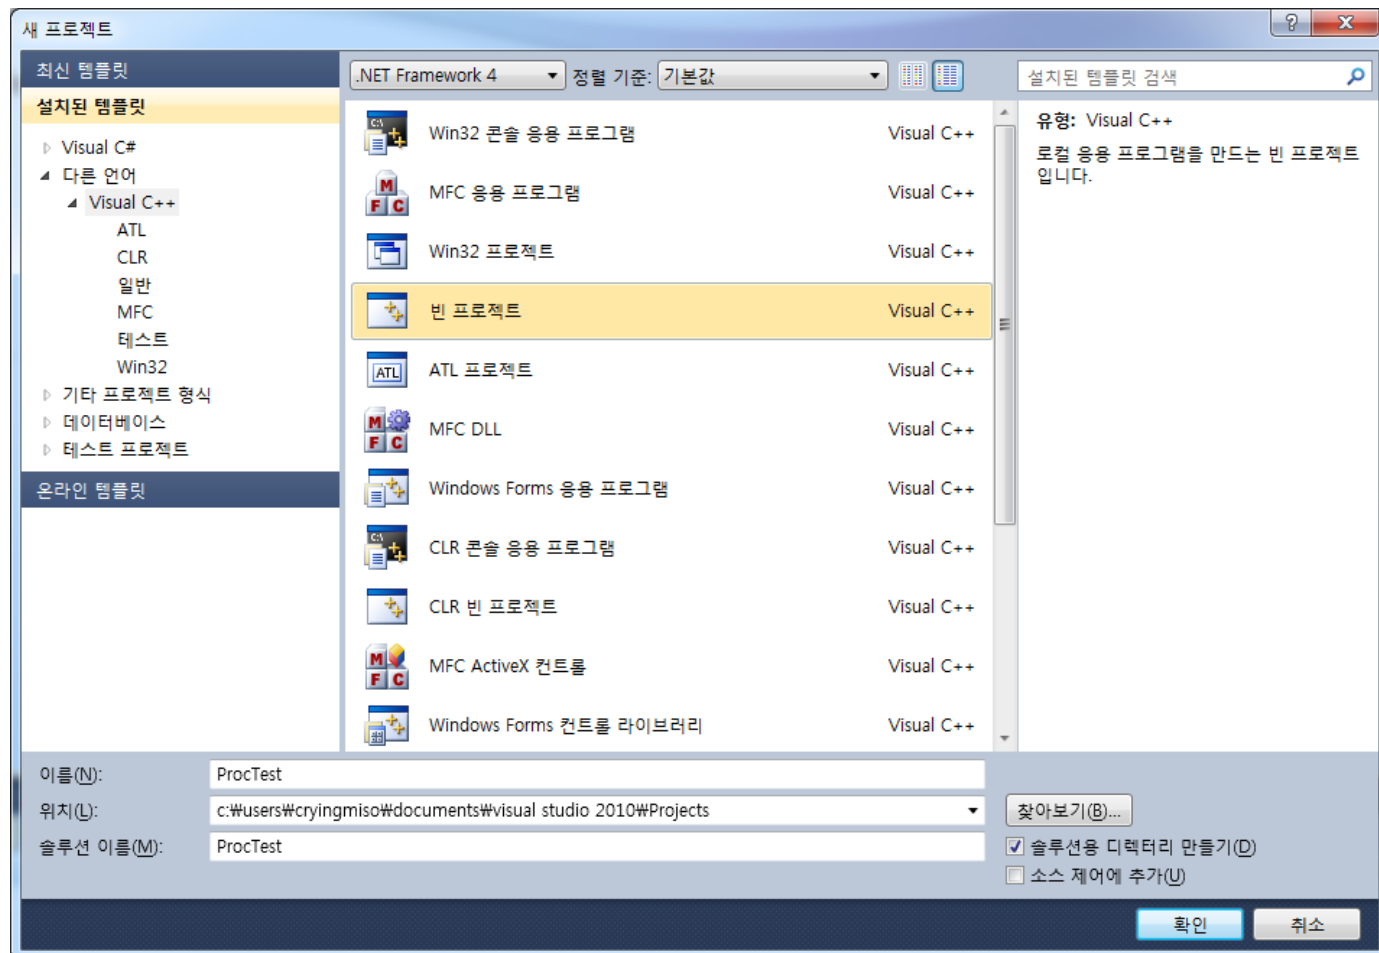 새 프로젝트
최신 템플릿
설치된 템플릿
Visual C#
다른 언어
Visual C++
ATL
CLR
일반
MFC
테스트
Win32
기타 프로젝트 형식
데이터베이스
테스트 프로젝트
온라인 템플릿
.NET Framework 4
정렬 기준: 기본값
Win32 콘솔 응용 프로그램 Visual C++
MFC 응용 프로그램 Visual C++
Win32 프로젝트 Visual C++
빈 프로젝트 Visual C++
ATL 프로젝트 Visual C++
MFC DLL Visual C++
Windows Forms 응용 프로그램 Visual C++
CLR 콘솔 응용 프로그램 Visual C++
CLR 빈 프로젝트 Visual C++
MFC ActiveX 컨트롤 Visual C++
Windows Forms 컨트롤 라이브러리 Visual C++
설치된 템플릿 검색
유형: Visual C++
로컬 응용 프로그램을 만드는 빈 프로젝트
입니다.
이름(N): ProcTest
위치(L): c:₩users₩cryingmiso₩documents₩visual studio 2010₩Projects
찾아보기(B)...
솔루션 이름(M): ProcTest
솔루션용 디렉터리 만들기(D)
소스 제어에 추가(U)
확인
취소